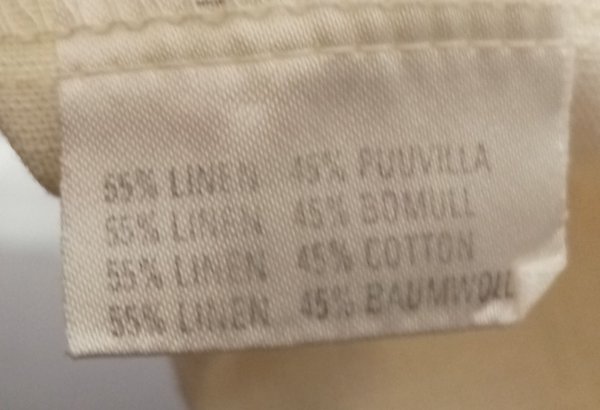 55% LINEN 45% PUUVILLA
55% LINEN 45% BOMULL
55% LINEN 45% COTTON
55% LINEN 45% BAUMWOLL